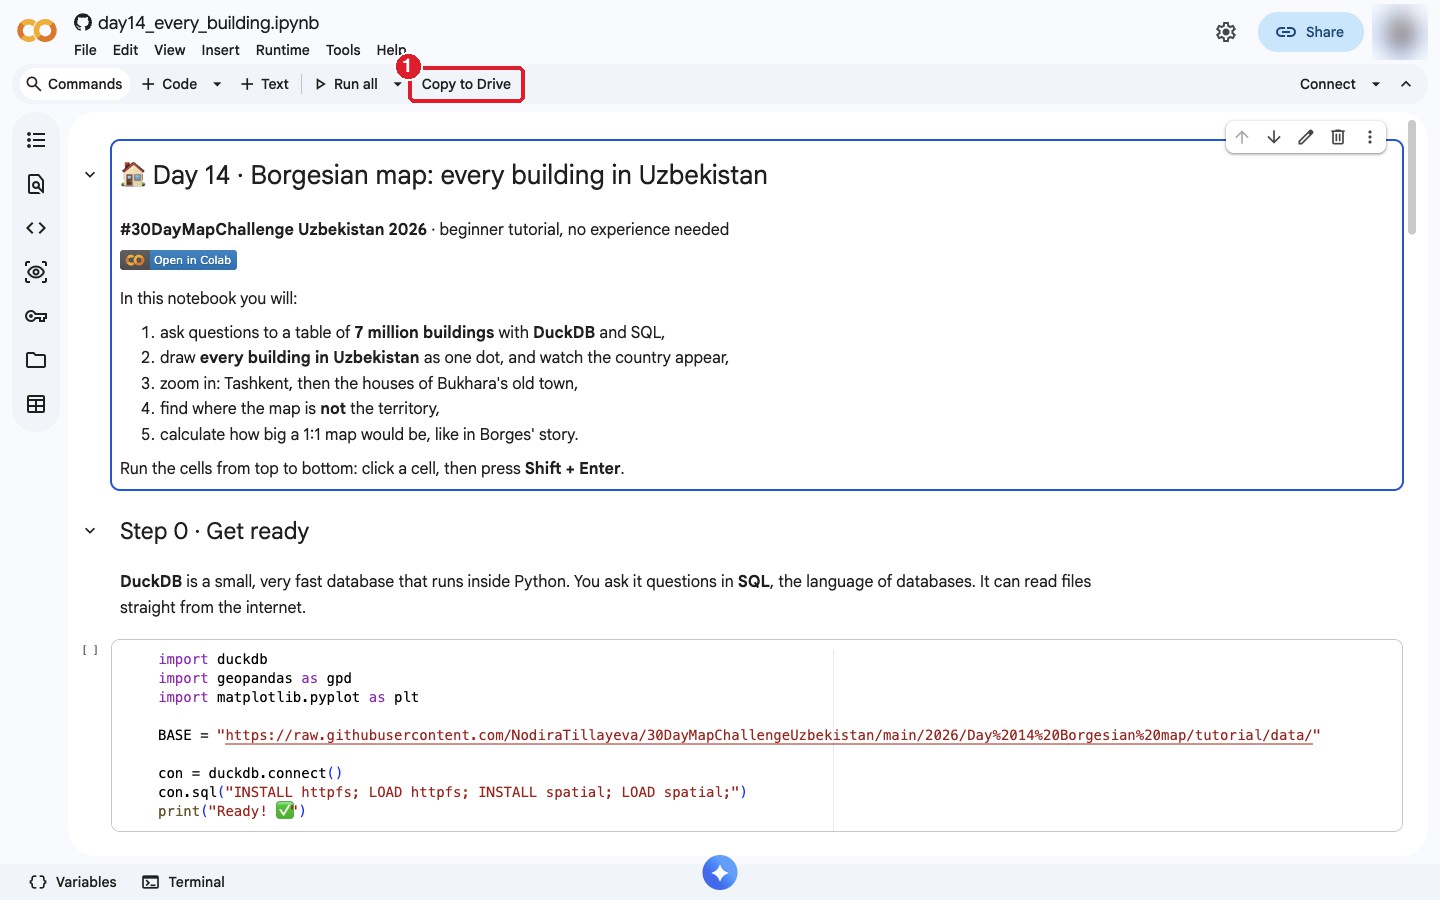 day14_every_building.ipynb
File Edit View Insert Runtime Tools Help
Share
1
Commands + Code + Text Run all Copy to Drive
Connect
🏠 Day 14 · Borgesian map: every building in Uzbekistan
#30DayMapChallenge Uzbekistan 2026 · beginner tutorial, no experience needed
Open in Colab
In this notebook you will:
1. ask questions to a table of 7 million buildings with DuckDB and SQL,
2. draw every building in Uzbekistan as one dot, and watch the country appear,
3. zoom in: Tashkent, then the houses of Bukhara's old town,
4. find where the map is not the territory,
5. calculate how big a 1:1 map would be, like in Borges' story.
Run the cells from top to bottom: click a cell, then press Shift + Enter.
Step 0 · Get ready
DuckDB is a small, very fast database that runs inside Python. You ask it questions in SQL, the language of databases. It can read files
straight from the internet.
[ ]
import duckdb
import geopandas as gpd
import matplotlib.pyplot as plt
BASE = "https://raw.githubusercontent.com/NodiraTillayeva/30DayMapChallengeUzbekistan/main/2026/Day%2014%20Borgesian%20map/tutorial/data/"
con = duckdb.connect()
con.sql("INSTALL httpfs; LOAD httpfs; INSTALL spatial; LOAD spatial;")
print("Ready! ✅")
Variables Terminal